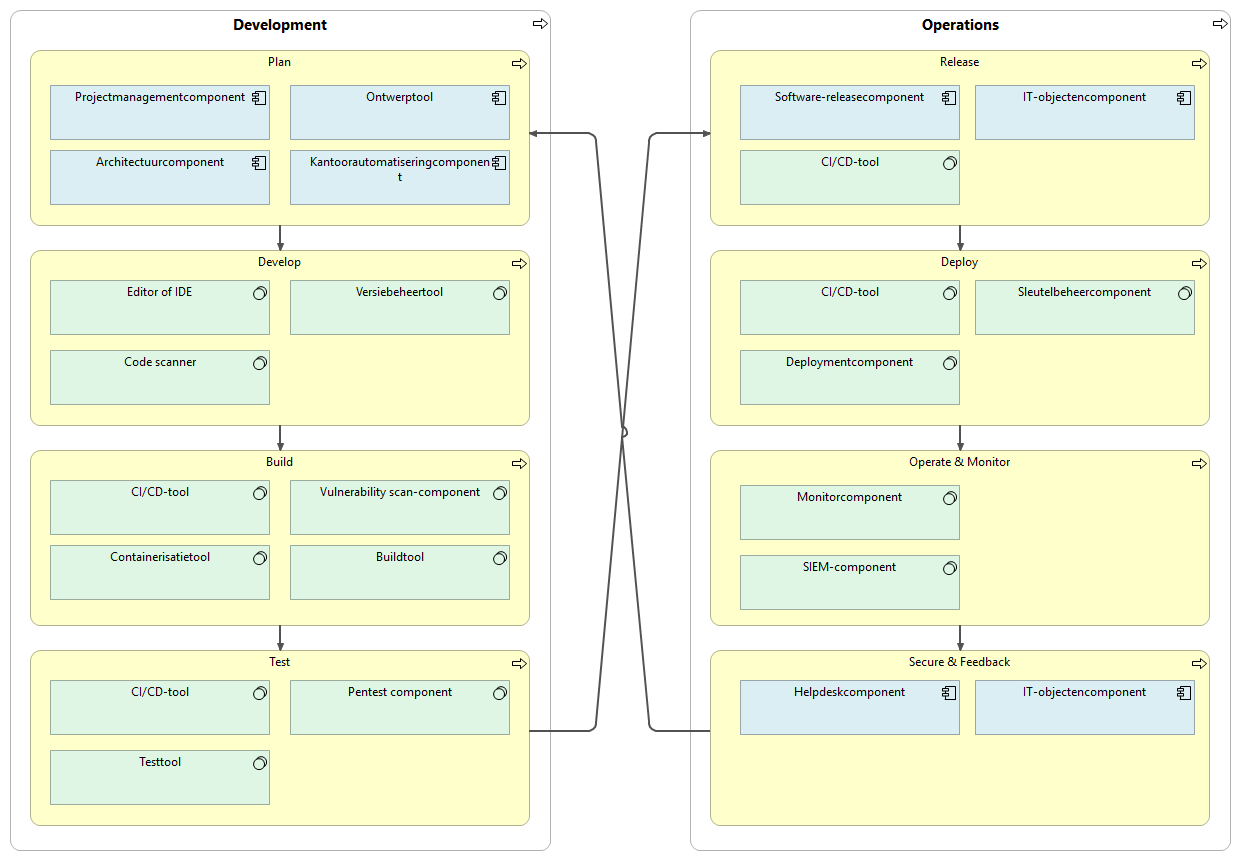 Development
Plan
Projectmanagementcomponent
Ontwerptool
Architectuurcomponent
Kantoorautomatiseringcomponen
t
Develop
Editor of IDE
Versiebeheertool
Code scanner
Build
CI/CD-tool
Vulnerability scan-component
Containerisatietool
Buildtool
Test
CI/CD-tool
Pentest component
Testtool
Operations
Release
Software-releasecomponent
IT-objectencomponent
CI/CD-tool
Deploy
CI/CD-tool
Sleutelbeheercomponent
Deploymentcomponent
Operate & Monitor
Monitorcomponent
SIEM-component
Secure & Feedback
Helpdeskcomponent
IT-objectencomponent